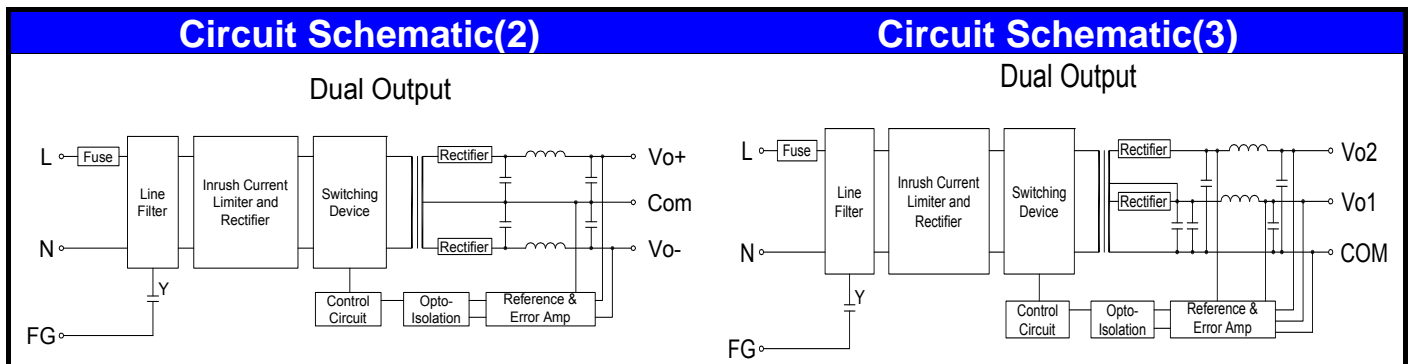 Circuit Schematic(2)
Dual Output
L
Fuse
Line
Filter
Inrush Current
Limiter and
Rectifier
Switching
Device
Rectifier
Vo+
Com
N
Rectifier
Vo-
Y
Control
Circuit
Opto-
Isolation
Reference &
Error Amp
FG
Circuit Schematic(3)
Dual Output
L
Fuse
Line
Filter
Inrush Current
Limiter and
Rectifier
Switching
Device
Rectifier
Vo2
Rectifier
Vo1
N
COM
Y
Control
Circuit
Opto-
Isolation
Reference &
Error Amp
FG